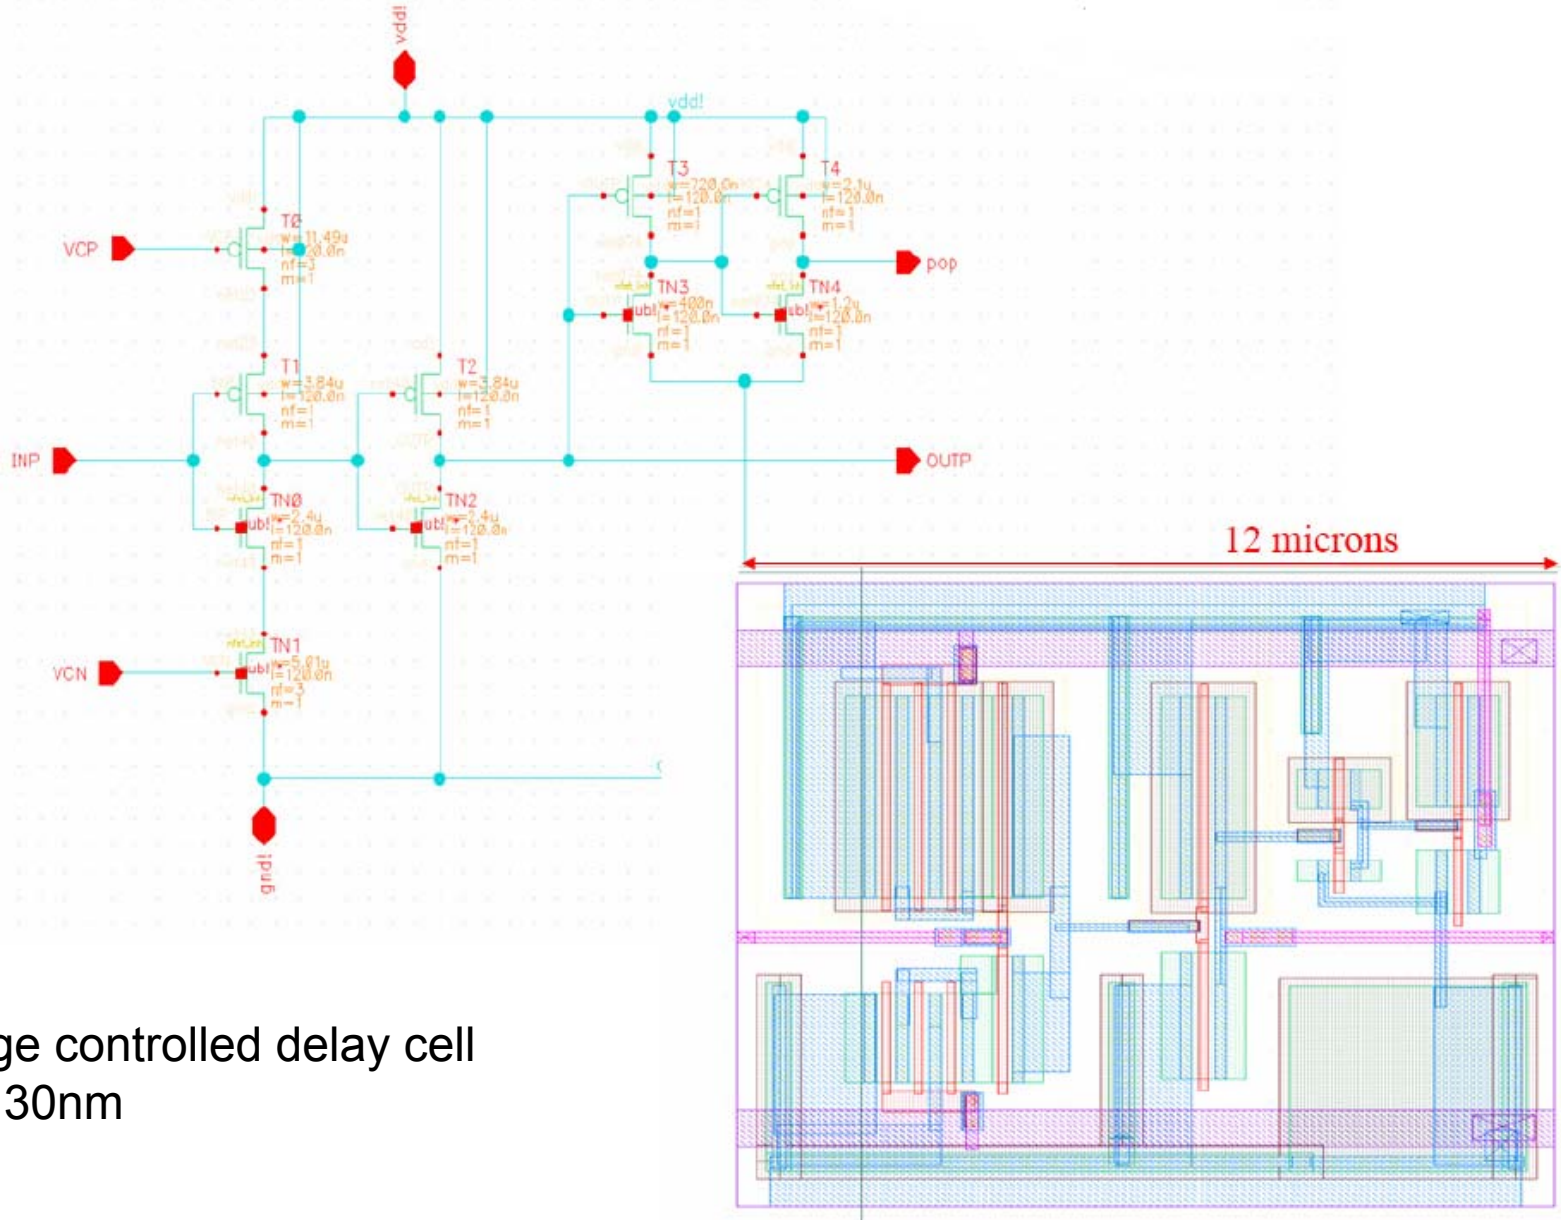 vdd!
vdd!
T3
w=720.0n
l=120.0n
nf=1
m=1
T4
w=2.1u
l=120.0n
nf=1
m=1
T0
w=11.49u
nf=3
m=1
VCP
pop
TN3
w=400n
l=120.0n
nf=1
m=1
TN4
w=1.2u
l=120.0n
nf=1
m=1
T1
w=3.84u
l=120.0n
nf=1
m=1
T2
w=3.84u
l=120.0n
nf=1
m=1
INP
OUTP
TN0
ub!
w=2.4u
l=120.0n
nf=1
m=1
TN2
ub!
w=2.4u
l=120.0n
nf=1
m=1
12 microns
TN1
ub!
w=5.01u
l=120.0n
nf=3
m=1
VCN
gnd!
ge controlled delay cell
30nm